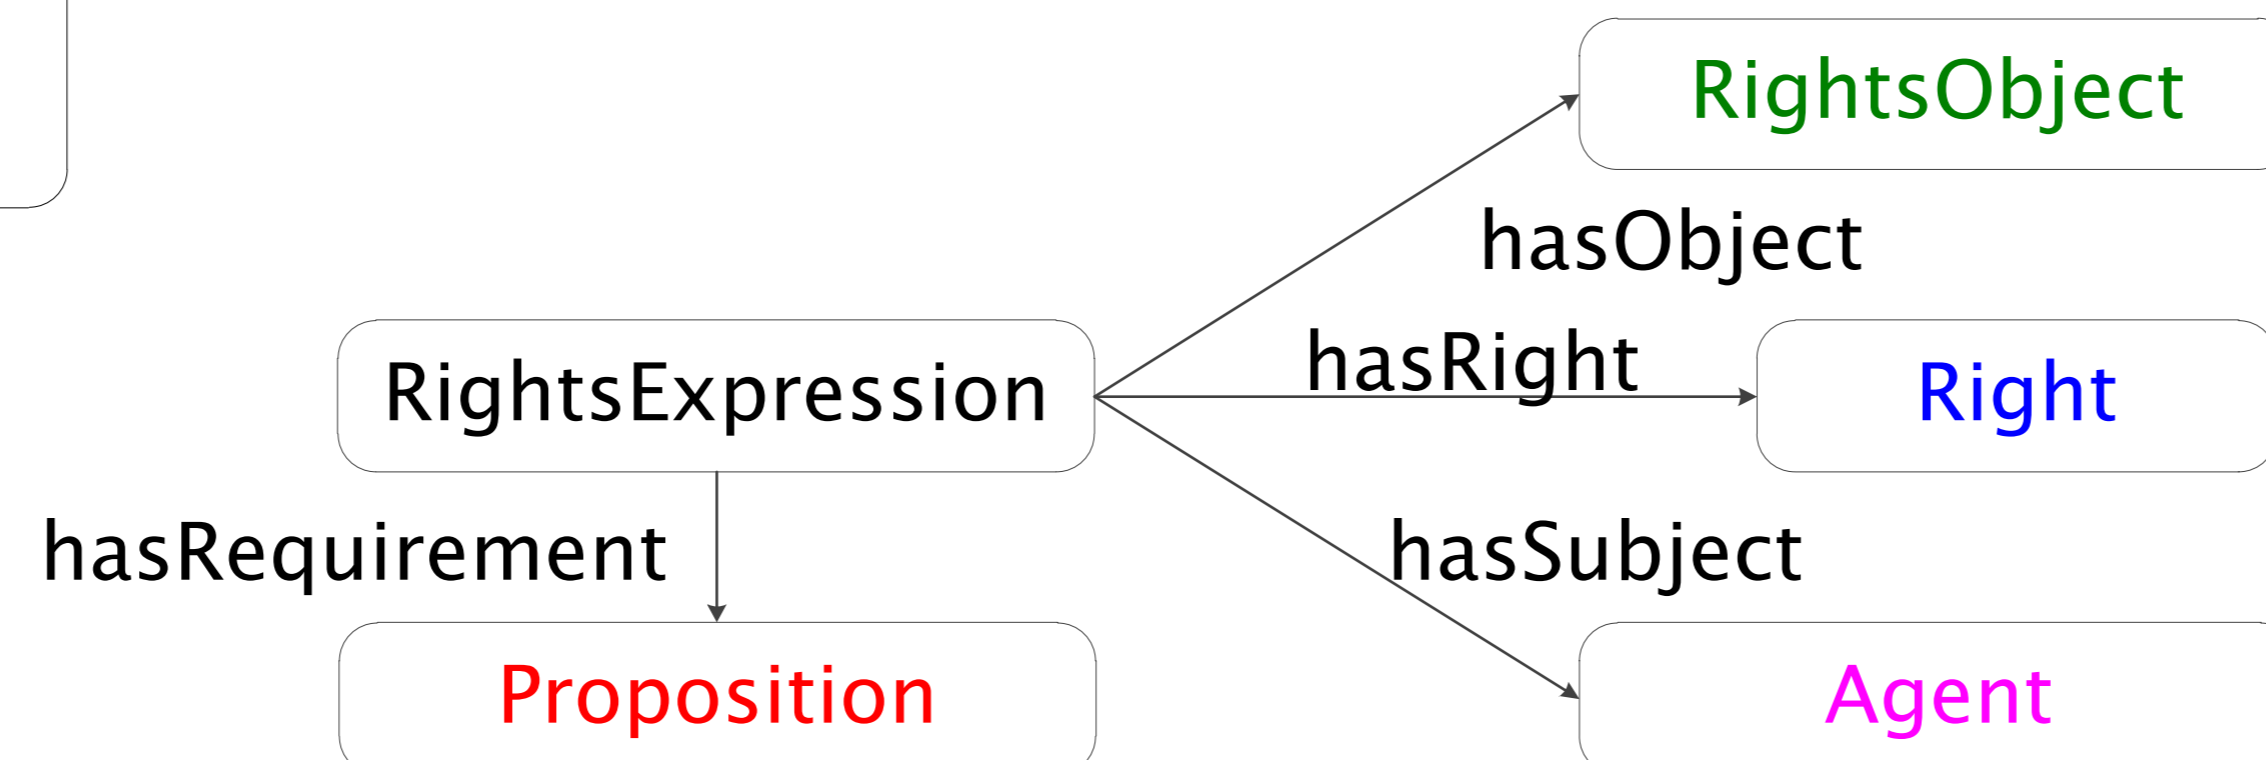 RightsObject
hasObject
hasRight
RightsExpression
Right
hasRequirement
hasSubject
Proposition
Agent